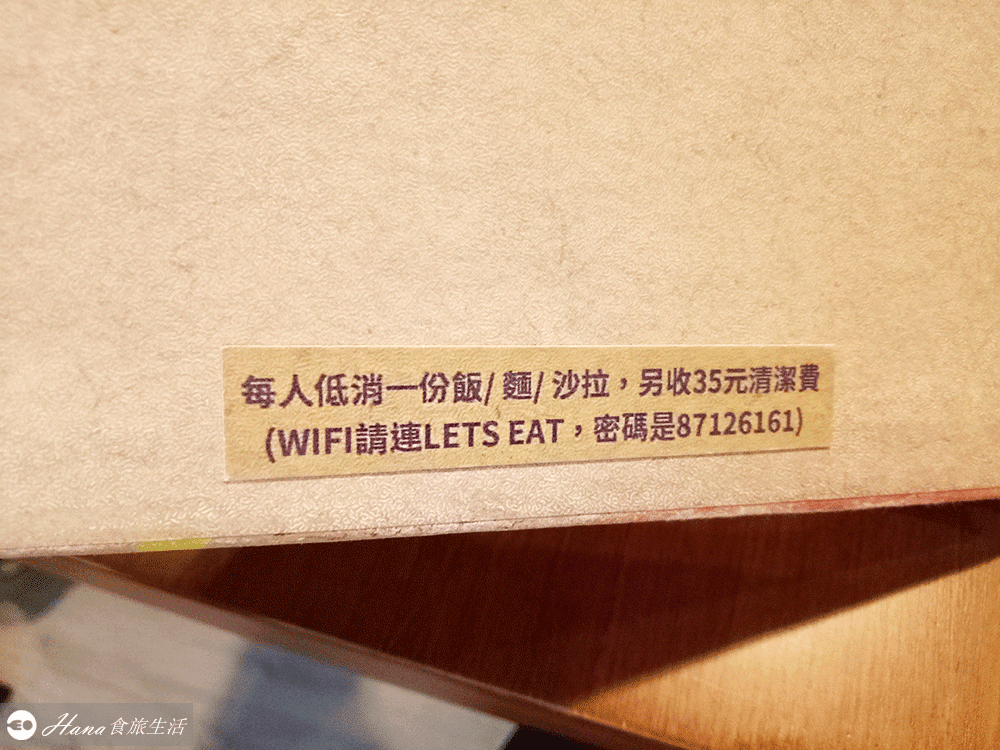 每人低消一份飯/ 麵/ 沙拉，另收35元清潔費
(WIFI請連LETS EAT，密碼是87126161)
Hana食旅生活